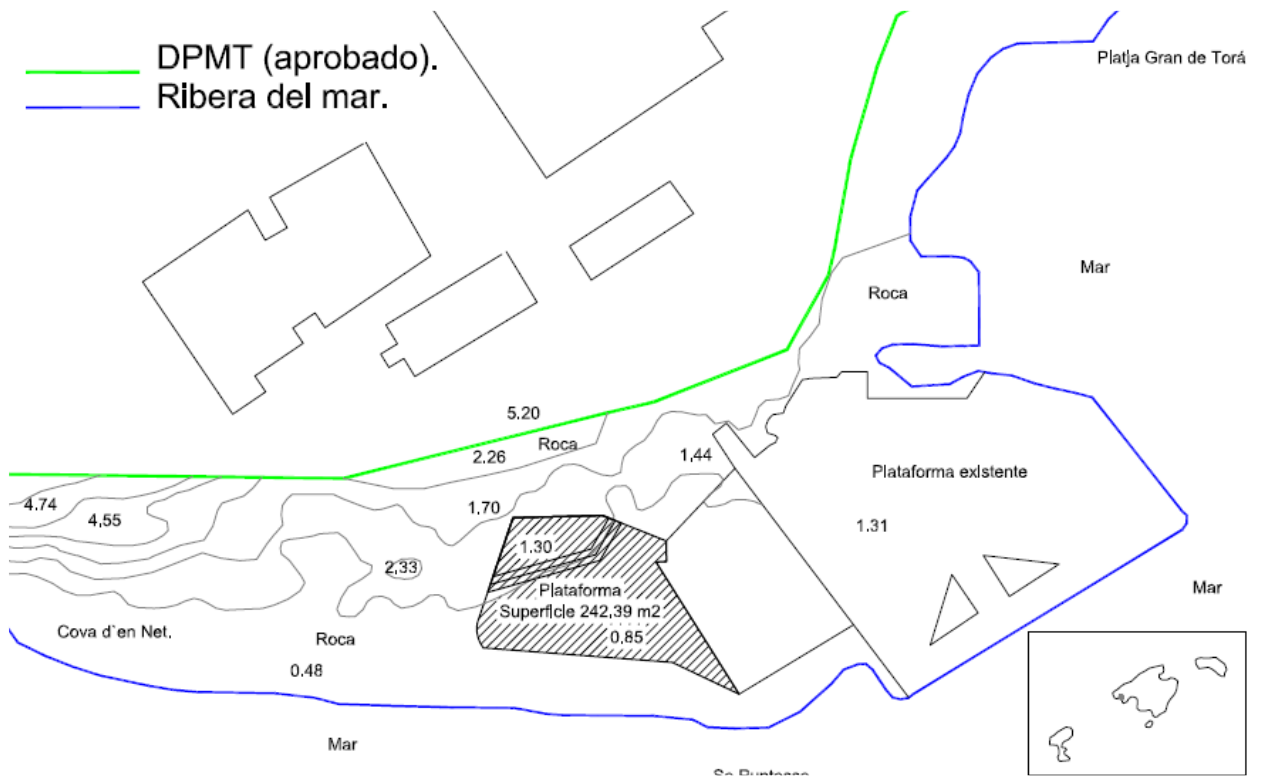 DPMT (aprobado).
Ribera del mar.
Platja Gran de Torá
Mar
Roca
5.20
Roca
2.26
1,44
Plataforma existente
4.74
4,55
1,70
1.31
1.30
2,33
Plataforma
Superficie 242,39 m2
0,85
Mar
Cova d`en Net.
Roca
0.48
Mar